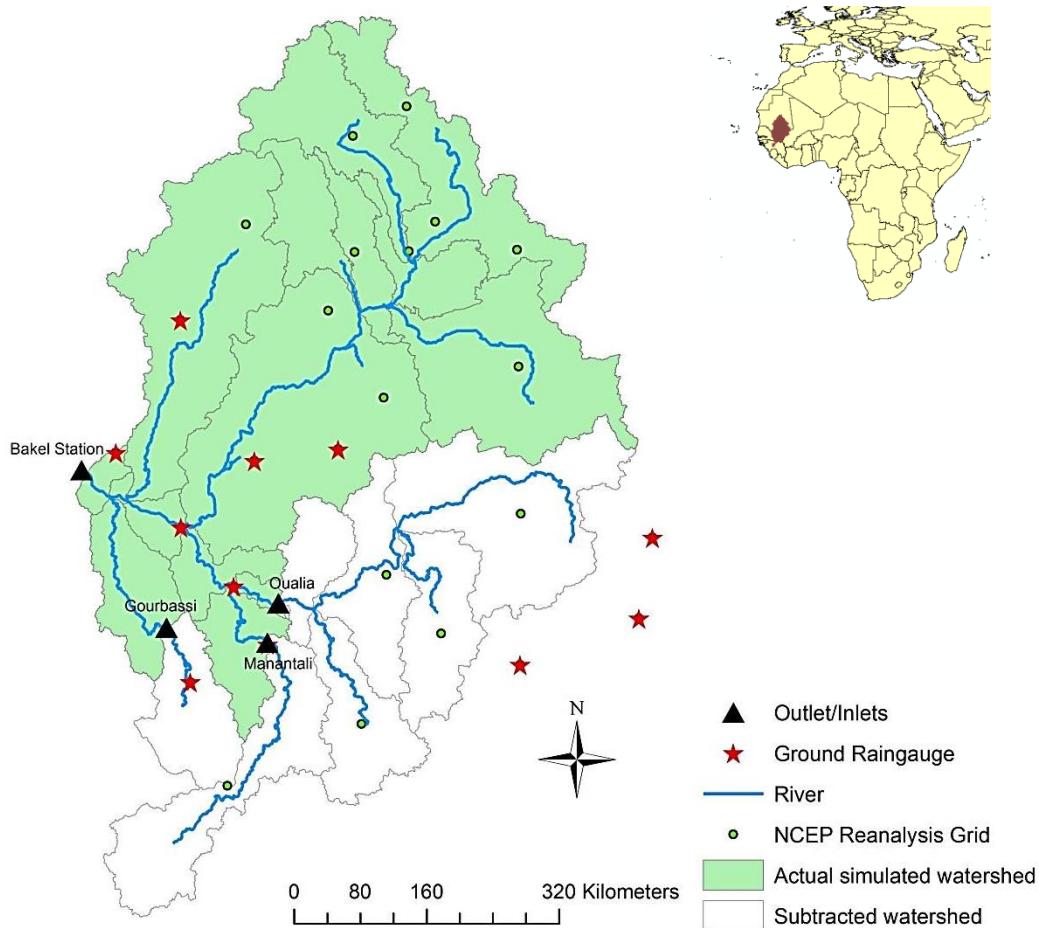 Bakel Station
Oualia
Gourbassi
Manantali
N
Outlet/Inlets
Ground Raingauge
River
NCEP Reanalysis Grid
Actual simulated watershed
Subtracted watershed
0 80 160 320 Kilometers